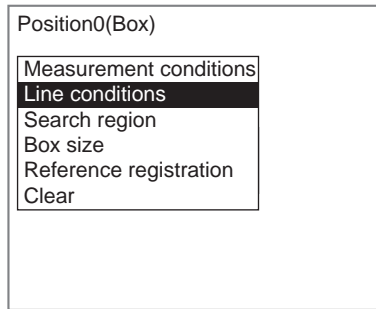 Position0(Box)
Measurement conditions
Line conditions
Search region
Box size
Reference registration
Clear